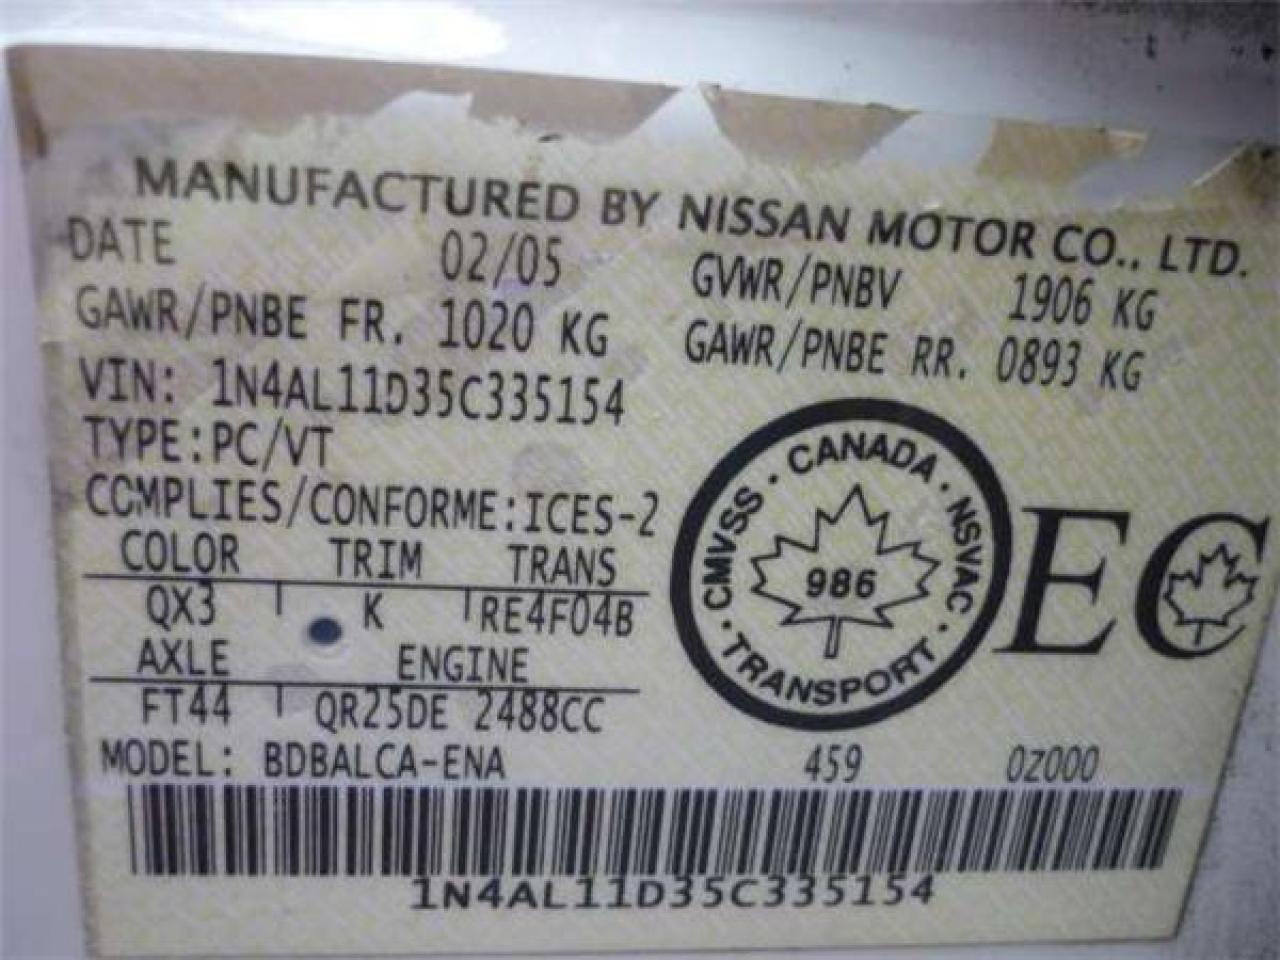 MANUFACTURED BY NISSAN MOTOR CO., LTD.
DATE 02/05 GVWR/PNBV 1906 KG
GAWR/PNBE FR. 1020 KG GAWR/PNBE RR. 0893 KG
VIN: 1N4AL11D35C335154
TYPE:PC/VT
COMPLIES/CONFORME:ICES-2
COLOR TRIM TRANS
QX3 K RE4F04B
AXLE ENGINE
FT44 QR25DE 2488CC
CMVSS · CANADA · NSVAC · TRANSPORT ·
986
EC
MODEL: BDBALCA-ENA 459 0Z000
1N4AL11D35C335154